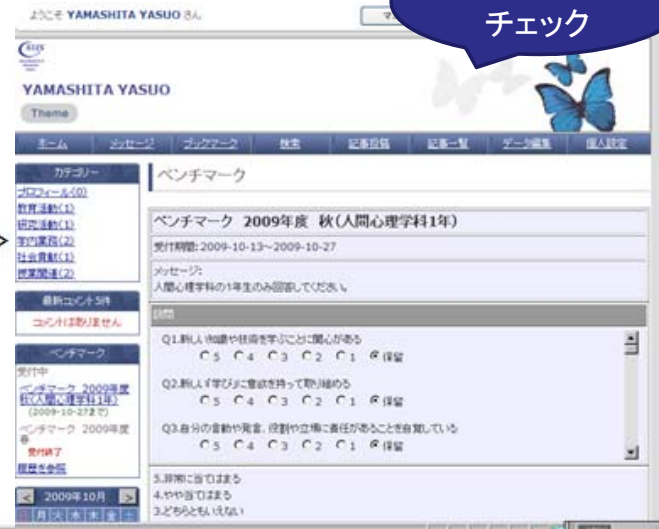 ようこそ YAMASHITA YASUO さん
チェック
YAMASHITA YASUO
Theme
ホーム メッセージ ブックマーク 検索 記事投稿 記事一覧 データ編集 個人設定
カテゴリー
プロフィール(0)
教育活動(1)
研究活動(1)
学内業務(2)
社会貢献(1)
授業関連(2)
最新コメント5件
コメントはありません
ベンチマーク
受付中
ベンチマーク 2009年度
秋(人間心理学科1年)
(2009-10-27まで)
ベンチマーク 2009年度
春
受付終了
履歴を参照
2009年10月
日 月 火 水 木 金 土
ベンチマーク
ベンチマーク 2009年度 秋(人間心理学科1年)
受付期間: 2009-10-13～2009-10-27
メッセージ:
人間心理学科の1年生のみ回答してください。
設問
Q1.新しい知識や技術を学ぶことに関心がある
5 4 3 2 1 保留
Q2.新しい「学び」に意欲を持って取り組める
5 4 3 2 1 保留
Q3.自分の言動や発言、役割や立場に責任があることを自覚している
5 4 3 2 1 保留
5.非常に当てはまる
4.やや当てはまる
3.どちらともいえない